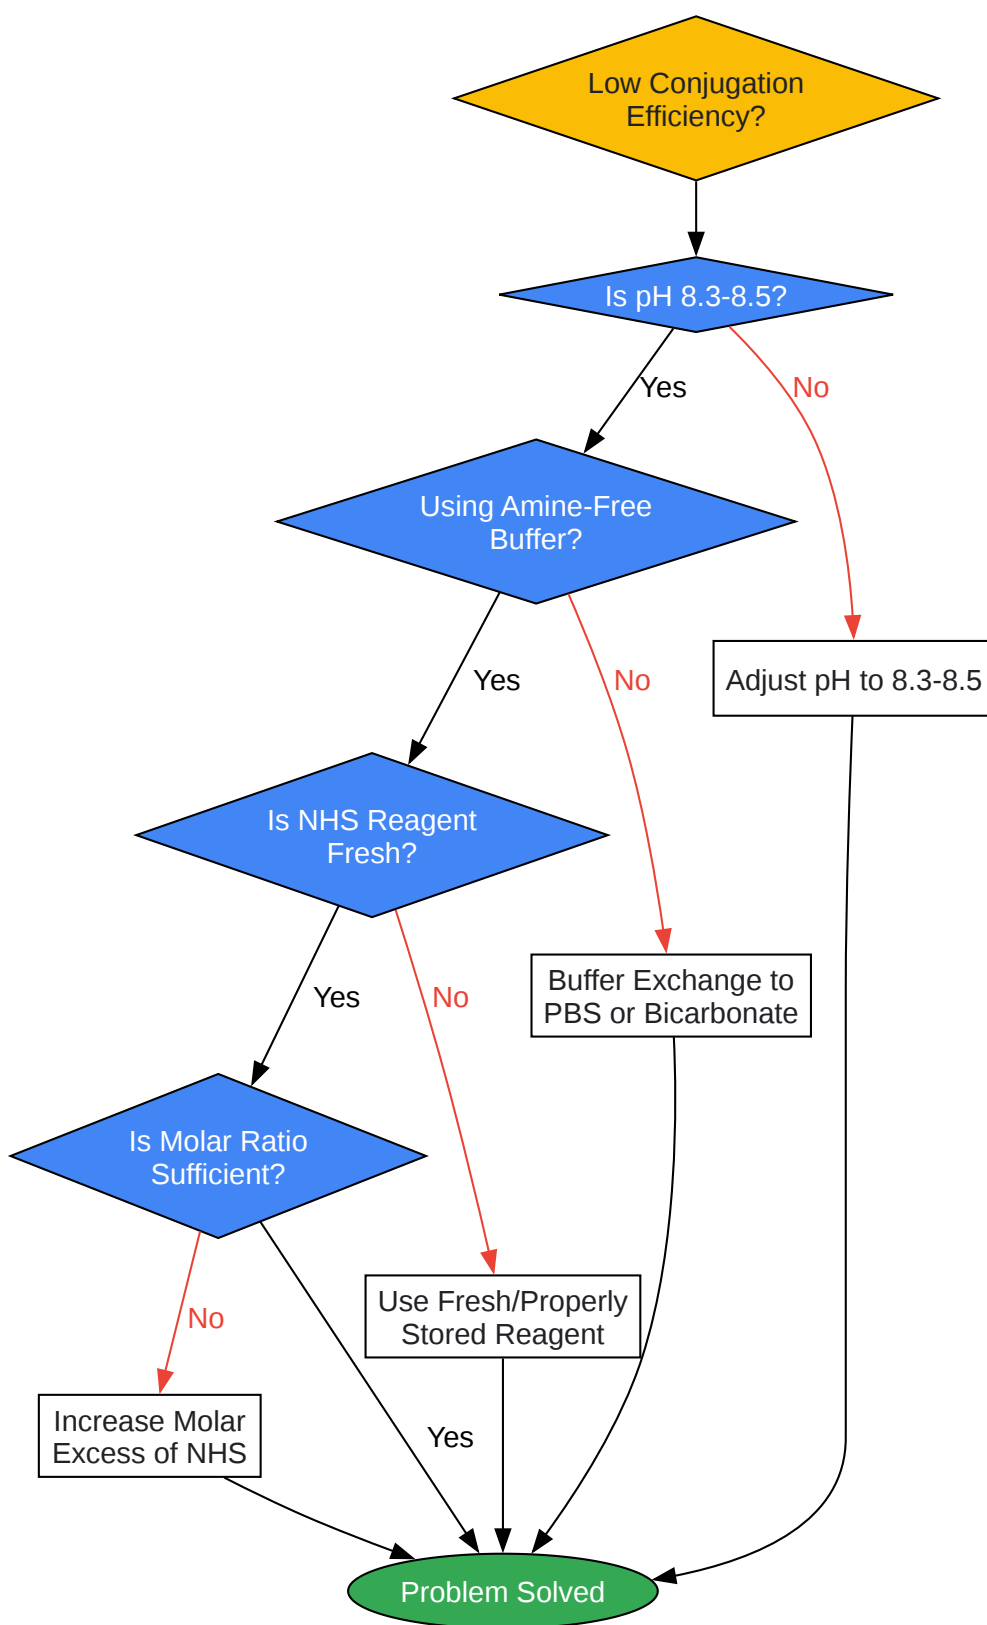 Low Conjugation
Efficiency?
Is pH 8.3-8.5?
Yes
No
Using Amine-Free
Buffer?
Yes
No
Adjust pH to 8.3-8.5
Is NHS Reagent
Fresh?
Yes
No
Buffer Exchange to
PBS or Bicarbonate
Is Molar Ratio
Sufficient?
No
Yes
Use Fresh/Properly
Stored Reagent
Increase Molar
Excess of NHS
Problem Solved